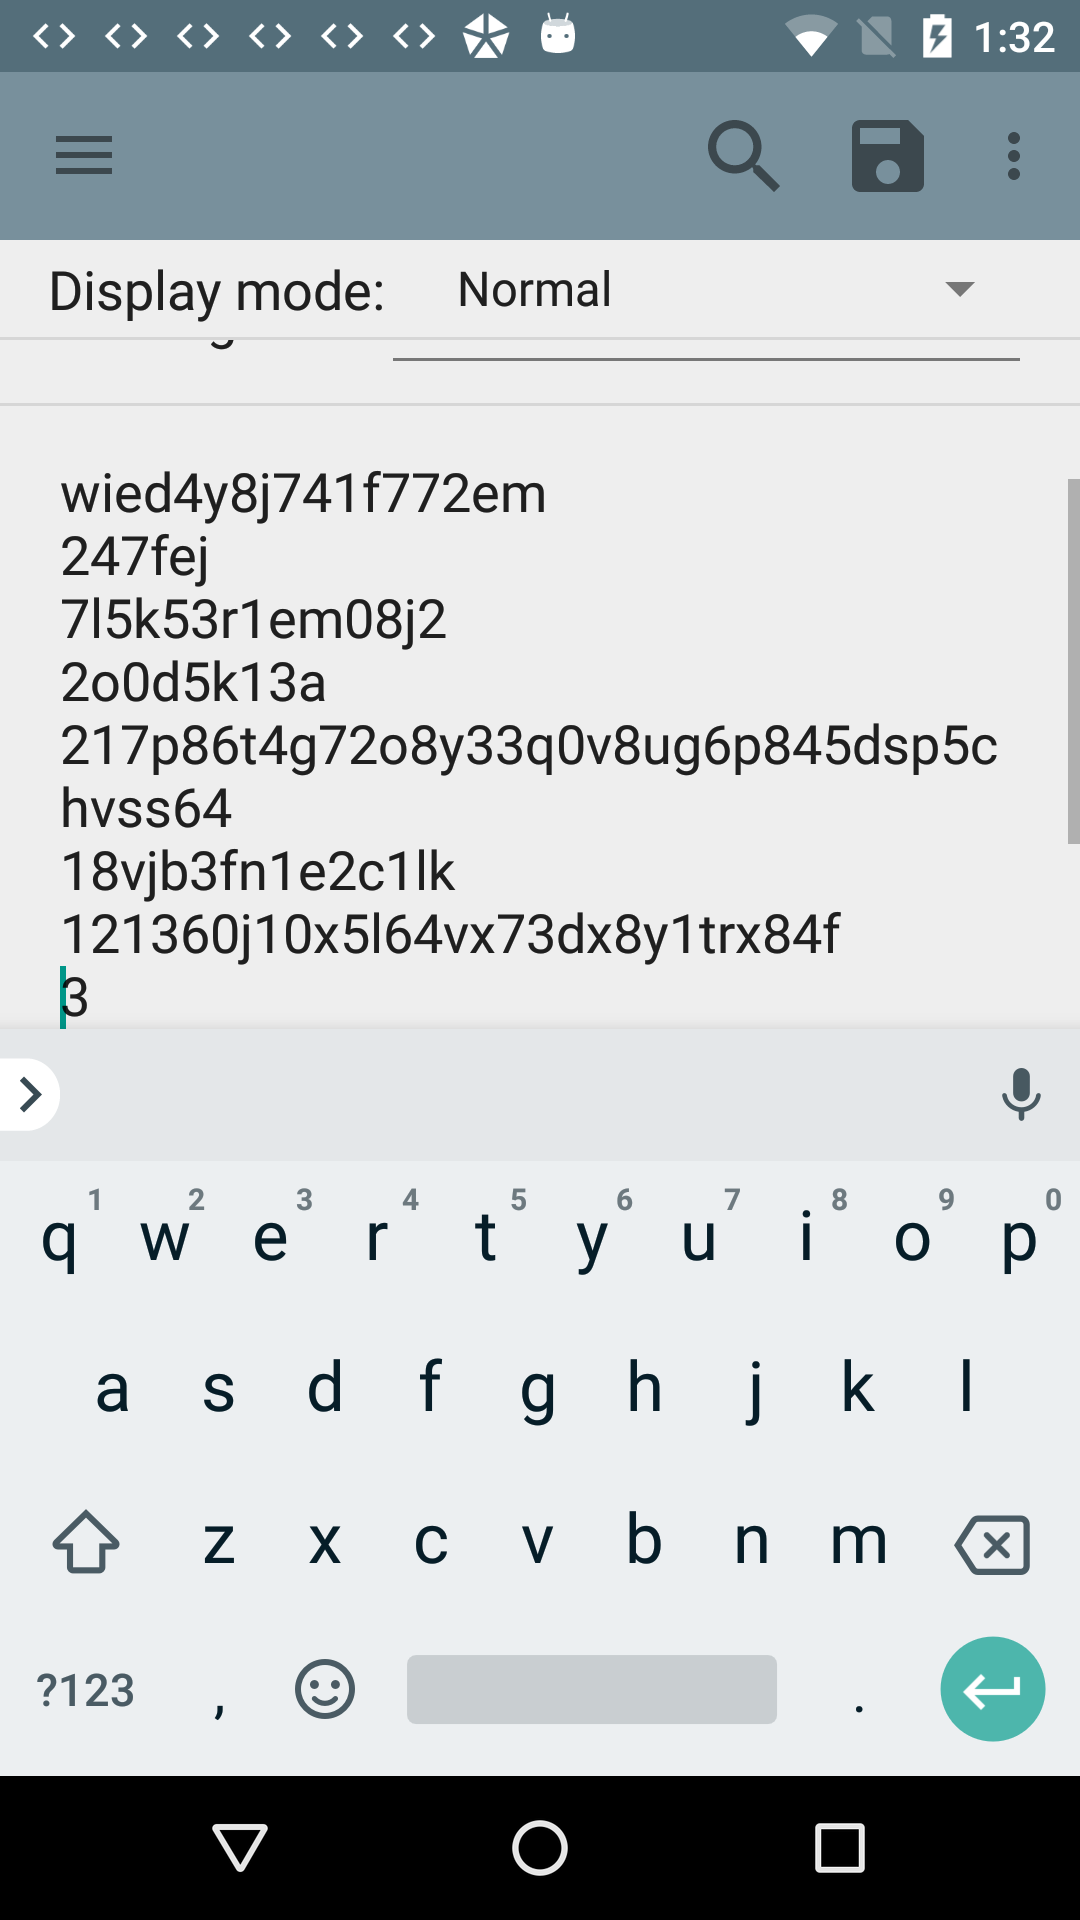 1:32
Display mode: Normal
wied4y8j741f772em
247fej
7l5k53r1em08j2
2o0d5k13a
217p86t4g72o8y33q0v8ug6p845dsp5c
hvss64
18vjb3fn1e2c1lk
121360j10x5l64vx73dx8y1trx84f
3
1 2 3 4 5 6 7 8 9 0
q w e r t y u i o p
a s d f g h j k l
z x c v b n m
?123 , .